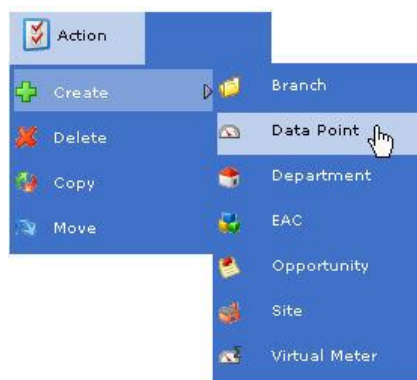 Action
Create
Delete
Copy
Move
Branch
Data Point
Department
EAC
Opportunity
Site
Virtual Meter